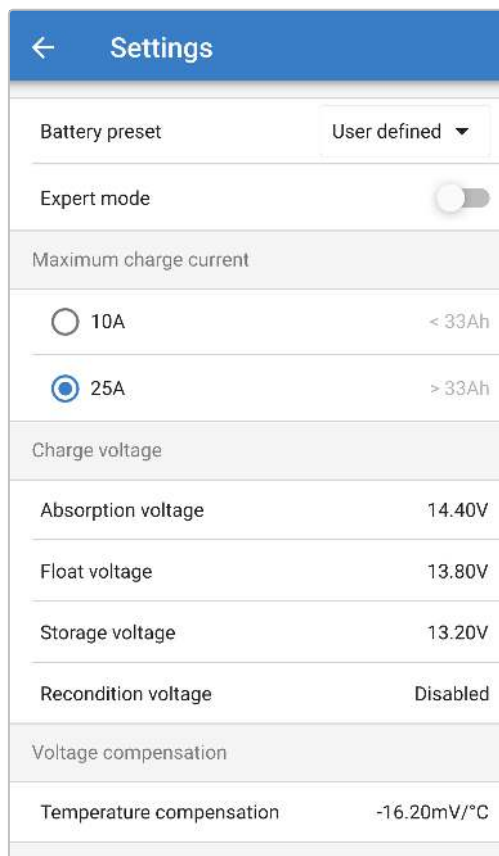 Settings
Battery preset User defined
Expert mode
Maximum charge current
10A < 33Ah
25A > 33Ah
Charge voltage
Absorption voltage 14.40V
Float voltage 13.80V
Storage voltage 13.20V
Recondition voltage Disabled
Voltage compensation
Temperature compensation -16.20mV/°C